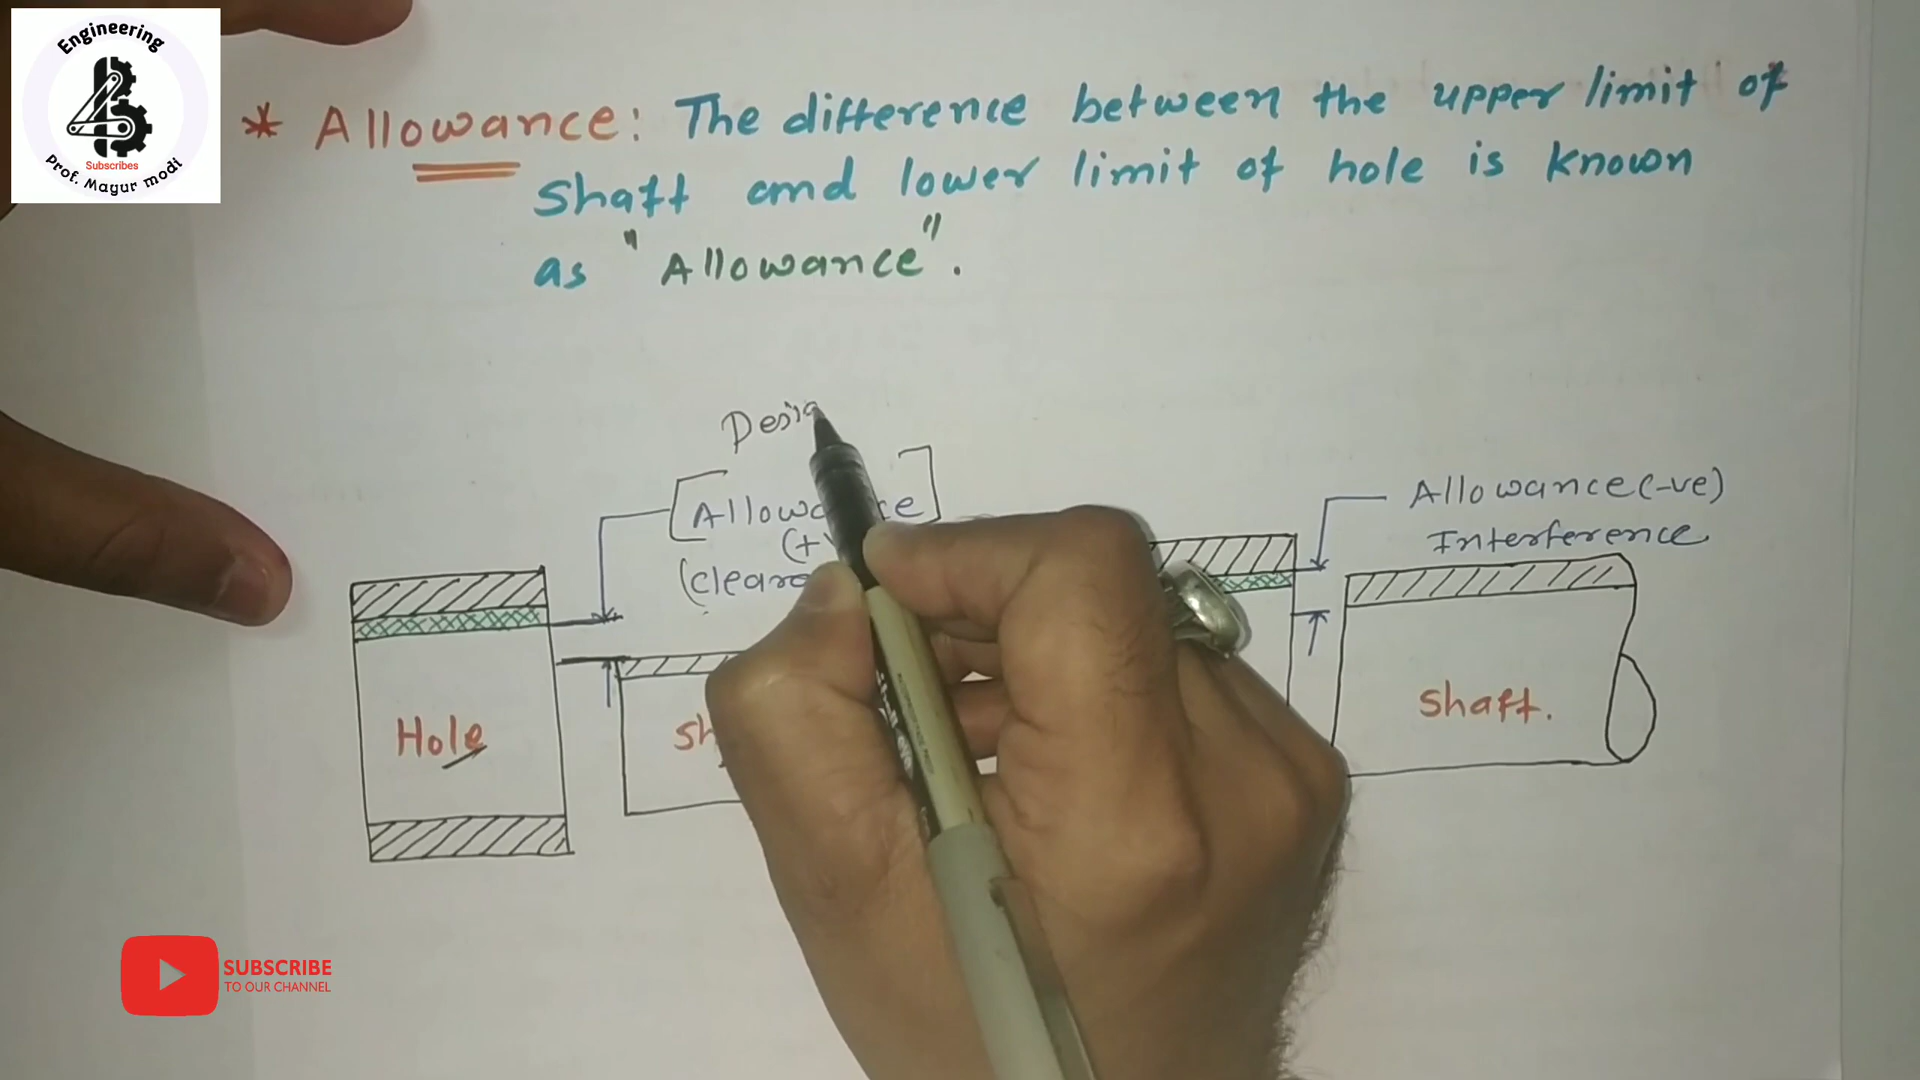 Engineering
Subscribes
Prof. Mayur modi
* Allowance: The difference between the upper limit of
shaft and lower limit of hole is known
as "Allowance".
Allowance(-ve)
Interference
Hole
shaft.
SUBSCRIBE
TO OUR CHANNEL